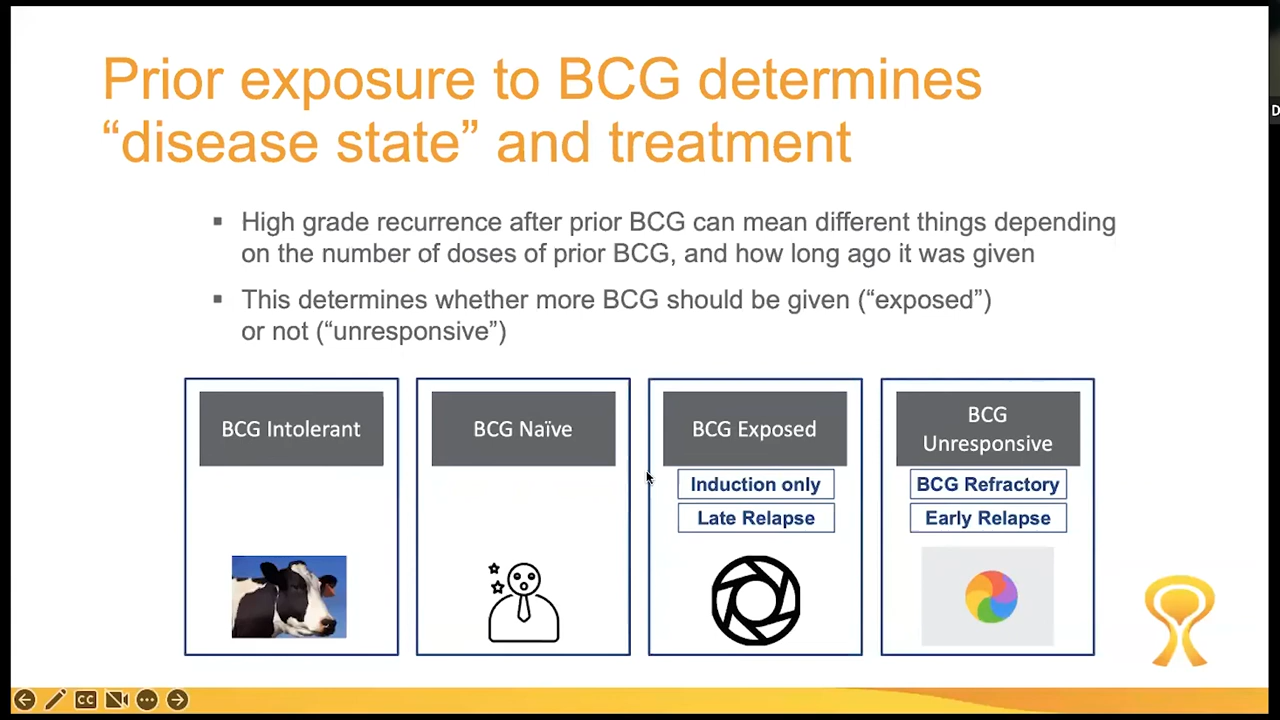 Prior exposure to BCG determines
“disease state” and treatment
▪ High grade recurrence after prior BCG can mean different things depending
on the number of doses of prior BCG, and how long ago it was given
▪ This determines whether more BCG should be given (“exposed”)
or not (“unresponsive”)
BCG Intolerant
BCG Naïve
BCG Exposed
Induction only
Late Relapse
BCG
Unresponsive
BCG Refractory
Early Relapse
D
CC